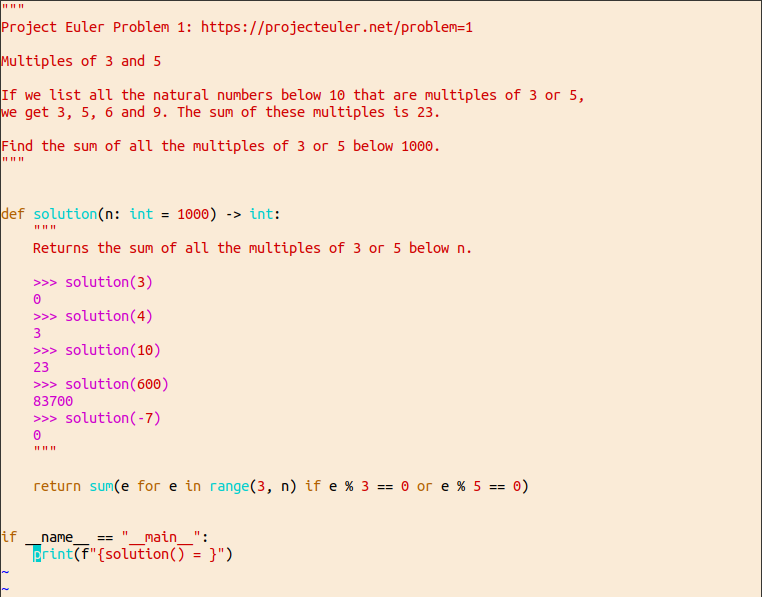 """
Project Euler Problem 1: https://projecteuler.net/problem=1

Multiples of 3 and 5

If we list all the natural numbers below 10 that are multiples of 3 or 5,
we get 3, 5, 6 and 9. The sum of these multiples is 23.

Find the sum of all the multiples of 3 or 5 below 1000.
"""


def solution(n: int = 1000) -> int:
    """
    Returns the sum of all the multiples of 3 or 5 below n.

    >>> solution(3)
    0
    >>> solution(4)
    3
    >>> solution(10)
    23
    >>> solution(600)
    83700
    >>> solution(-7)
    0
    """

    return sum(e for e in range(3, n) if e % 3 == 0 or e % 5 == 0)


if __name__ == "__main__":
    print(f"{solution() = }")
~
~